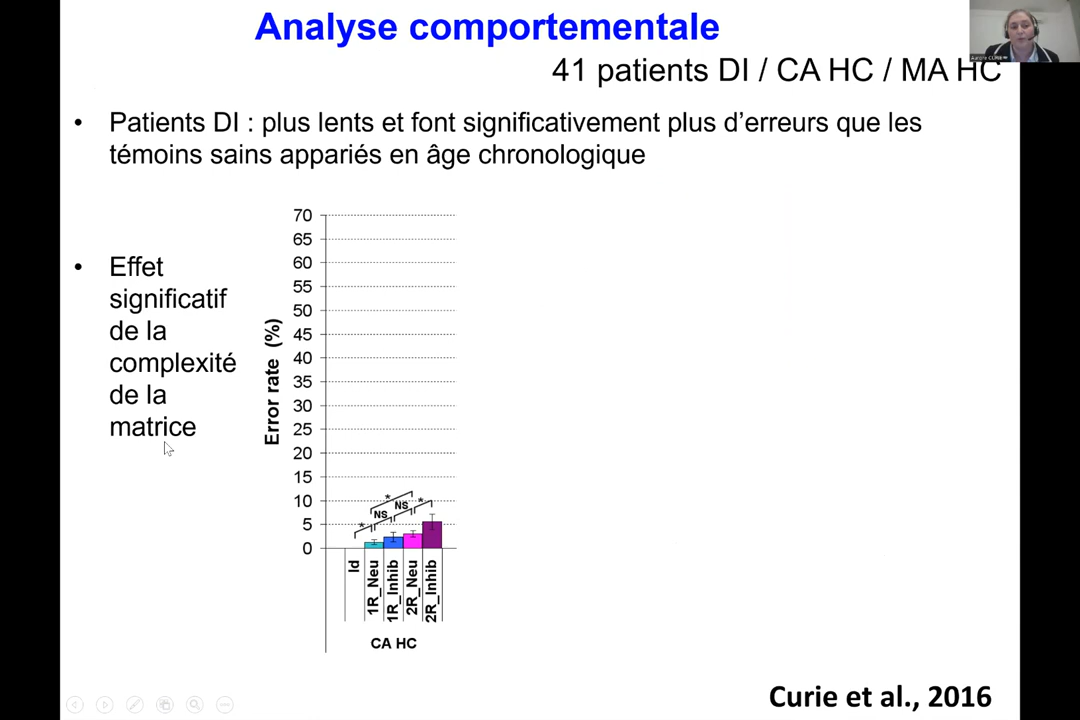 Analyse comportementale
41 patients DI / CA HC / MA HC
• Patients DI : plus lents et font significativement plus d'erreurs que les
témoins sains appariés en âge chronologique
• Effet
significatif
de la
complexité
de la
matrice
Error rate (%)
70
65
60
55
50
45
40
35
30
25
20
15
10
5
0
* NS * NS *
Id
1R_Neu
1R_Inhib
2R_Neu
2R_Inhib
CA HC
Curie et al., 2016